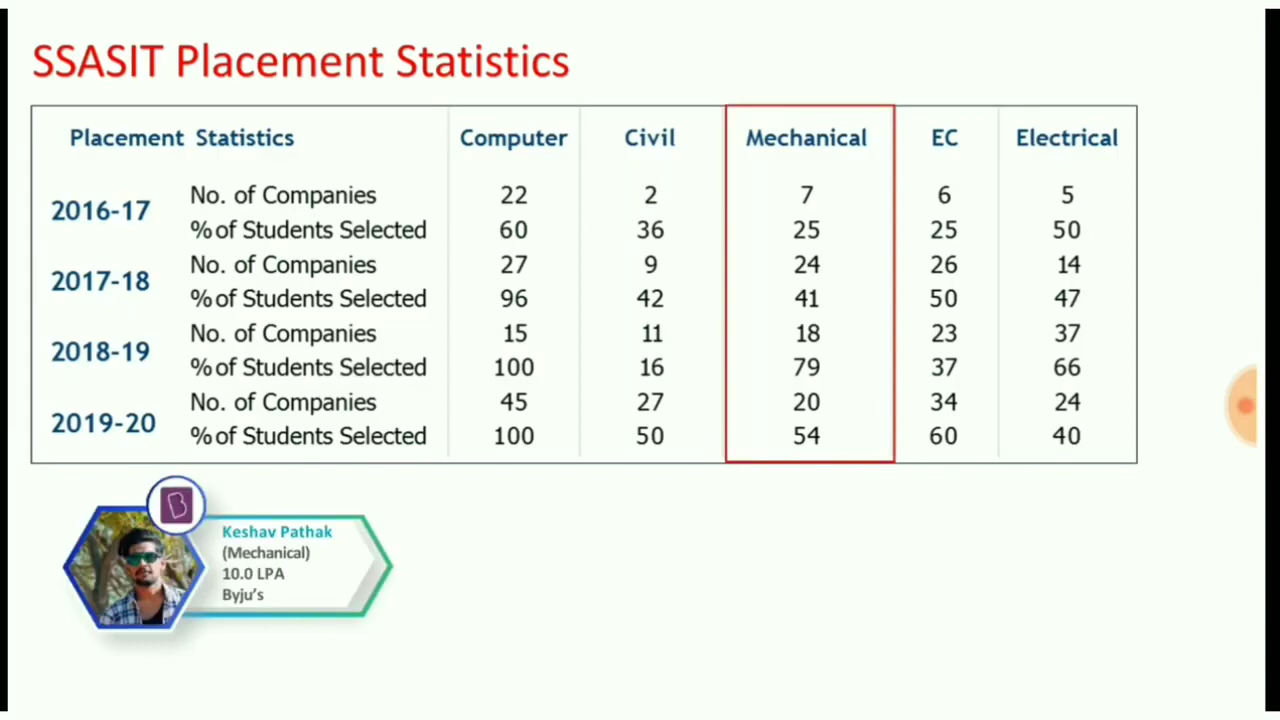 SSASIT Placement Statistics
Placement Statistics Computer Civil Mechanical EC Electrical
2016-17 No. of Companies 22 2 7 6 5
% of Students Selected 60 36 25 25 50
2017-18 No. of Companies 27 9 24 26 14
% of Students Selected 96 42 41 50 47
2018-19 No. of Companies 15 11 18 23 37
% of Students Selected 100 16 79 37 66
2019-20 No. of Companies 45 27 20 34 24
% of Students Selected 100 50 54 60 40
B
Keshav Pathak
(Mechanical)
10.0 LPA
Byju's